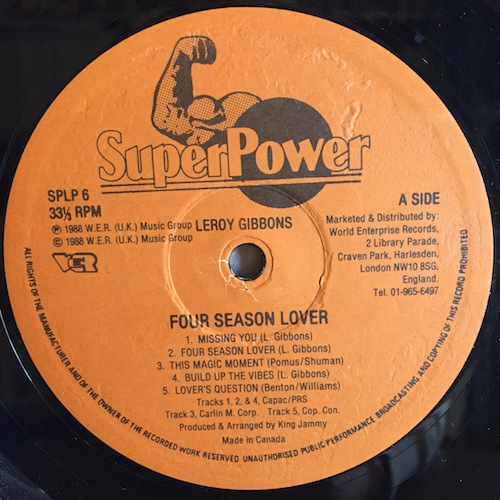 SuperPower
SPLP 6
33⅓ RPM
℗ 1988 W.E.R. (U.K.) Music Group
© 1988 W.E.R. (U.K.) Music Group
WER
LEROY GIBBONS
A SIDE
Marketed & Distributed by:
World Enterprise Records,
2 Library Parade,
Craven Park, Harlesden,
London NW10 8SG,
England.
Tel. 01-965-6497
FOUR SEASON LOVER
1. MISSING YOU (L. Gibbons)
2. FOUR SEASON LOVER (L. Gibbons)
3. THIS MAGIC MOMENT (Pomus/Shuman)
4. BUILD UP THE VIBES (L. Gibbons)
5. LOVER'S QUESTION (Benton/Williams)
Tracks 1, 2, & 4, Capac/PRS
Track 3, Carlin M. Corp. Track 5, Cop. Con.
Produced & Arranged by King Jammy
Made in Canada
ALL RIGHTS OF THE MANUFACTURER AND OF THE OWNER OF THE RECORDED WORK RESERVED UNAUTHORISED PUBLIC PERFORMANCE BROADCASTING AND COPYING OF THIS RECORD PROHIBITED